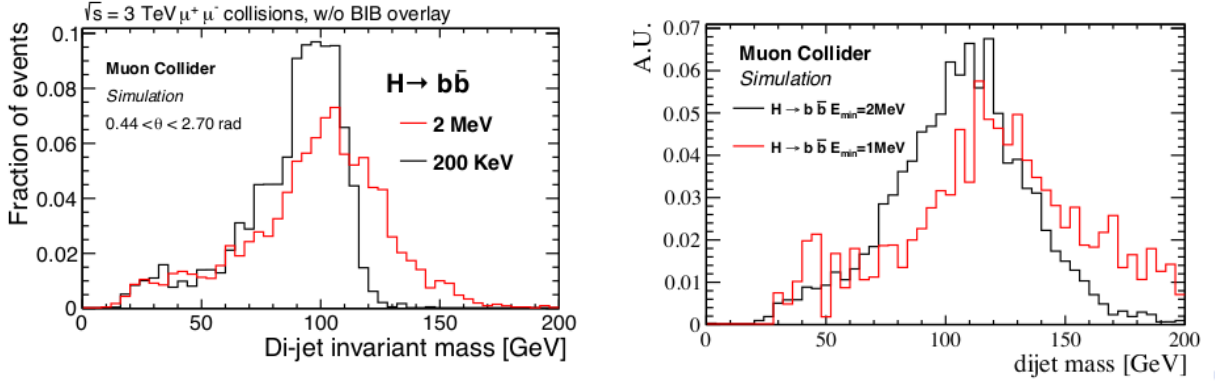 √s = 3 TeV μ⁺ μ⁻ collisions, w/o BIB overlay
Fraction of events
0.1
0.08
0.06
0.04
0.02
0
Muon Collider
Simulation
0.44 < θ < 2.70 rad
H→ bb̄
2 MeV
200 KeV
0 50 100 150 200
Di-jet invariant mass [GeV]
A.U.
0.07
0.06
0.05
0.04
0.03
0.02
0.01
0
Muon Collider
Simulation
H → b b̄ Eₘᵢₙ=2MeV
H → b b̄ Eₘᵢₙ=1MeV
0 50 100 150 200
dijet mass [GeV]